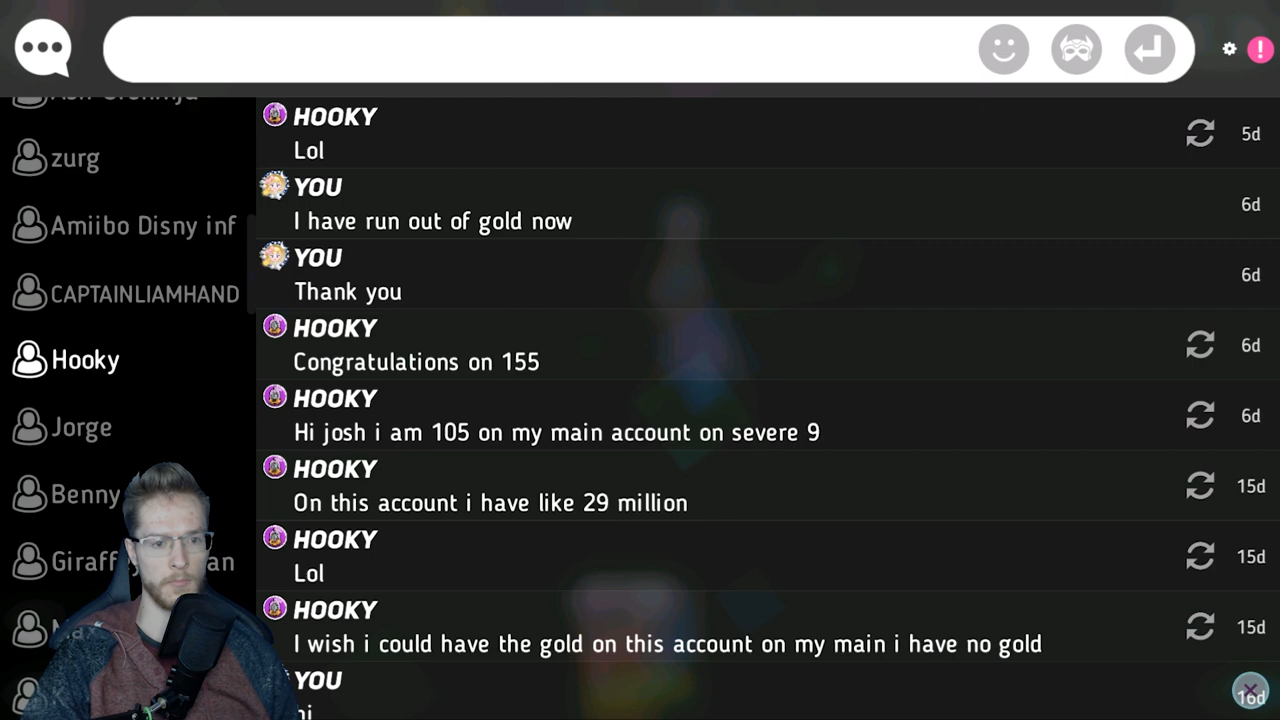 zurg
Amiibo Disny inf
CAPTAINLIAMHAND
Hooky
Jorge
Benny
HOOKY
5d
Lol
YOU
6d
I have run out of gold now
YOU
6d
Thank you
HOOKY
6d
Congratulations on 155
HOOKY
6d
Hi josh i am 105 on my main account on severe 9
HOOKY
15d
On this account i have like 29 million
HOOKY
15d
Lol
HOOKY
15d
I wish i could have the gold on this account on my main i have no gold
YOU
16d